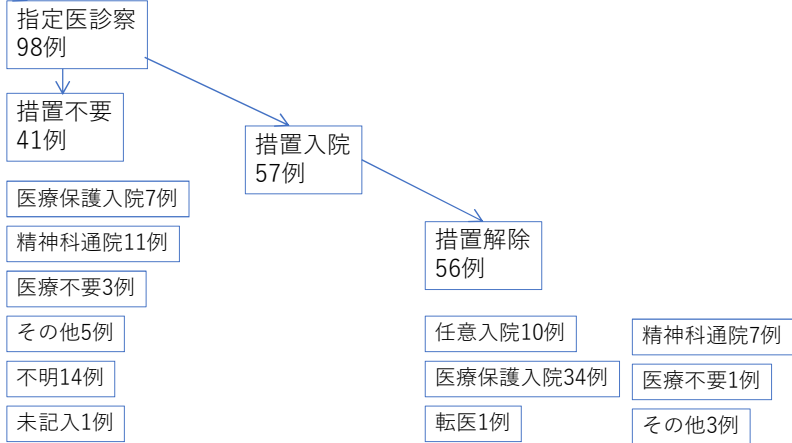 指定医診察
98例
措置不要
41例
措置入院
57例
医療保護入院7例
精神科通院11例
医療不要3例
その他5例
不明14例
未記入1例
措置解除
56例
任意入院10例
医療保護入院34例
転医1例
精神科通院7例
医療不要1例
その他3例